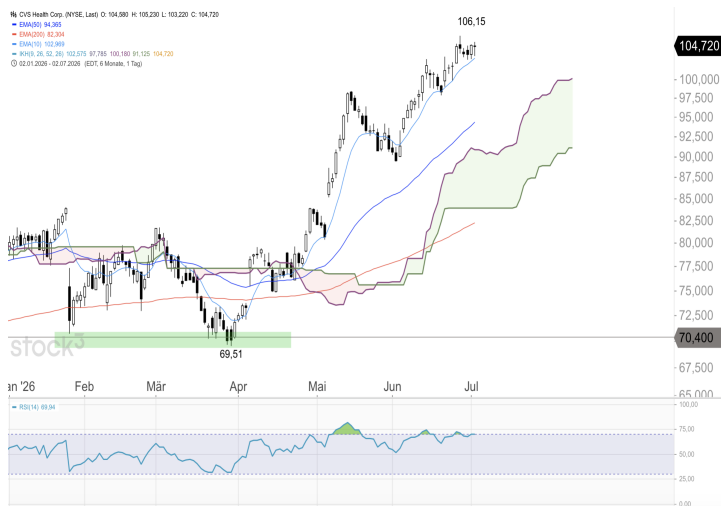 CVS Health Corp. (NYSE, Last) O: 104,580 H: 105,230 L: 103,220 C: 104,720
EMA(50) 94,365
EMA(200) 82,304
EMA(10) 102,969
IKH(9, 26, 52, 26) 102,575 97,785 100,180 91,125 104,720
02.01.2026 - 02.07.2026 (EDT, 6 Monate, 1 Tag)
106,15
104,720
100,000
97,500
95,000
92,500
90,000
87,500
85,000
82,500
80,000
77,500
75,000
72,500
70,400
67,500
65,000
stock³
69,51
an '26 Feb Mär Apr Mai Jun Jul
RSI(14) 69,94
100,00
75,00
50,00
25,00
0,00